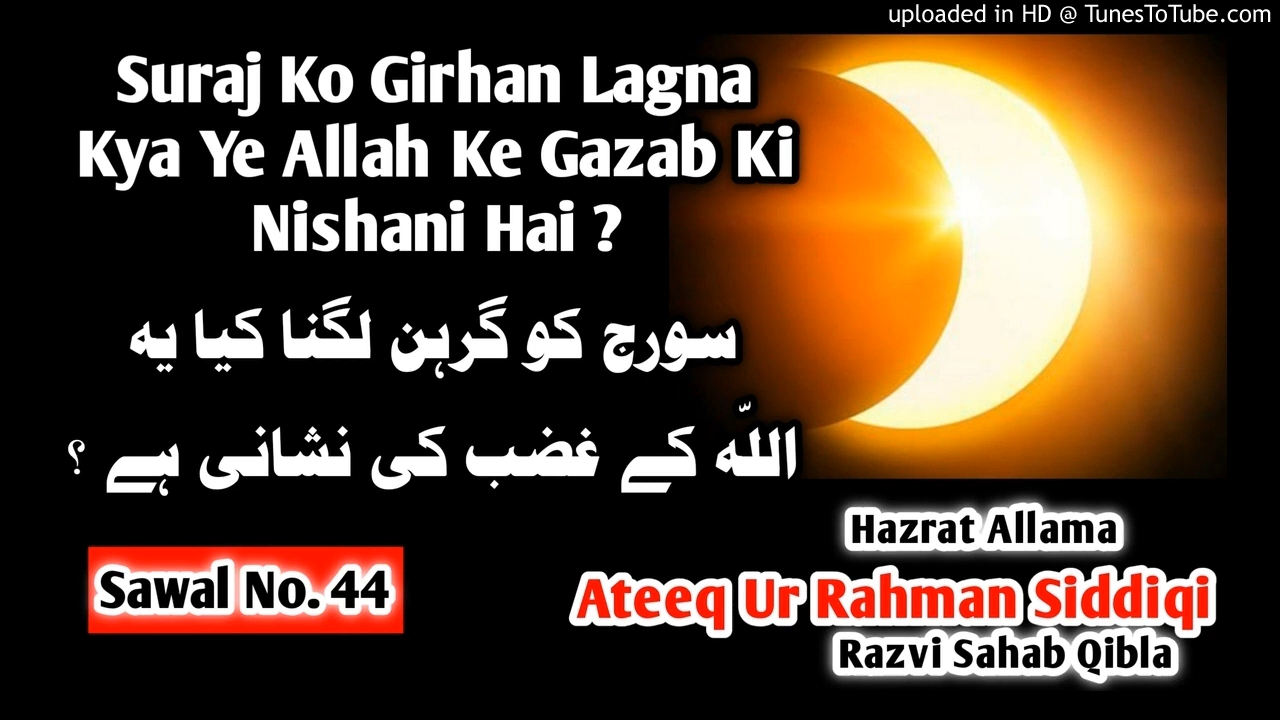 uploaded in HD @ TunesToTube.com
Suraj Ko Girhan Lagna
Kya Ye Allah Ke Gazab Ki
Nishani Hai ?
سورج کو گرہن لگنا کیا یہ
اللّٰہ کے غضب کی نشانی ہے ؟
Sawal No. 44
Hazrat Allama
Ateeq Ur Rahman Siddiqi
Razvi Sahab Qibla